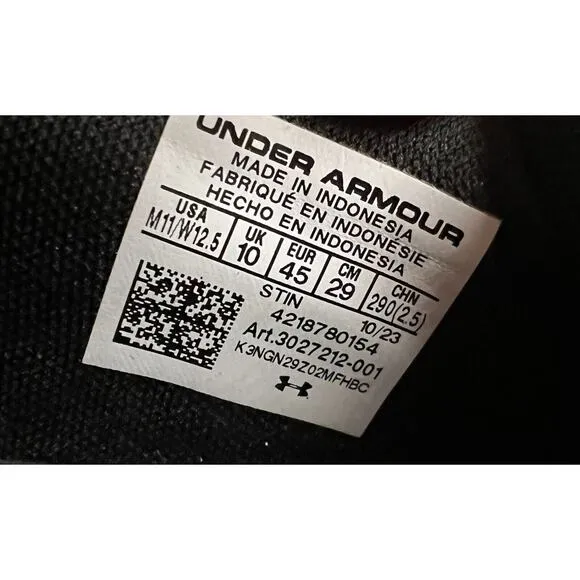 UNDER ARMOUR
MADE IN INDONESIA
FABRIQUÉ EN INDONÉSIE
HECHO EN INDONESIA
USA UK EUR CM CHN
M11/W12.5 10 45 29 290(2.5)
STIN 10/23
4218780154
Art.3027212-001
K3NGN29Z02MFHBC